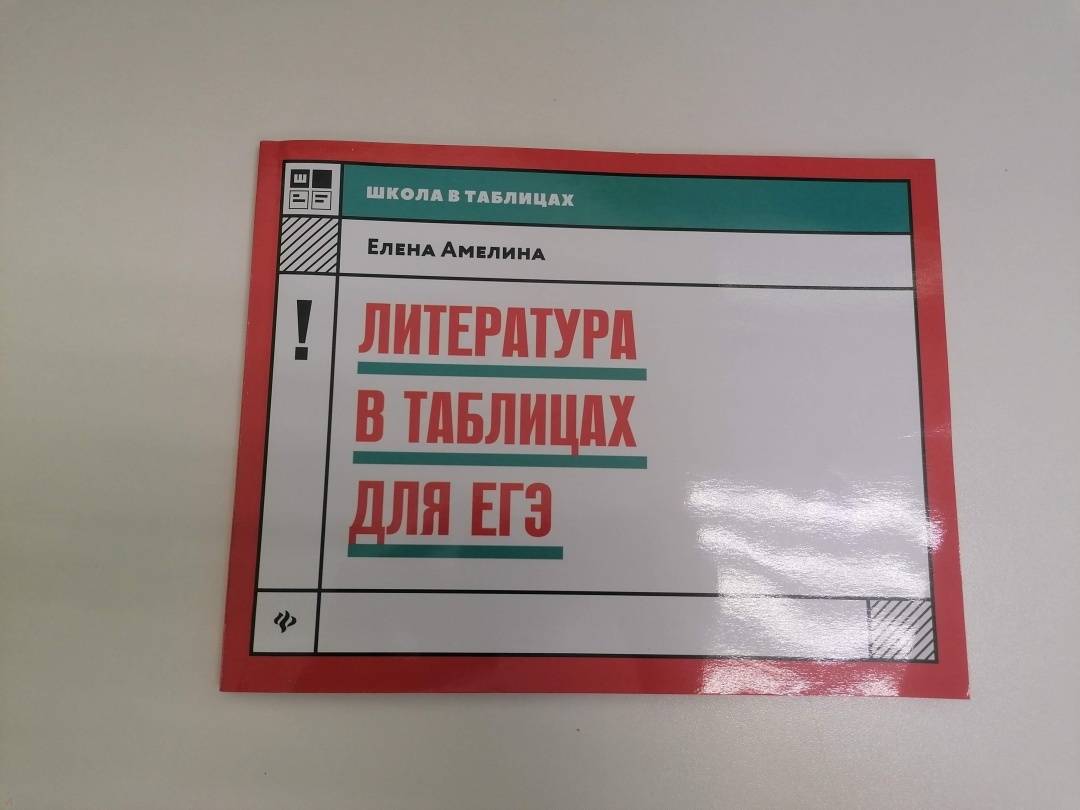 ШКОЛА В ТАБЛИЦАХ
ЕЛЕНА АМЕЛИНА
!
ЛИТЕРАТУРА
В ТАБЛИЦАХ
ДЛЯ ЕГЭ